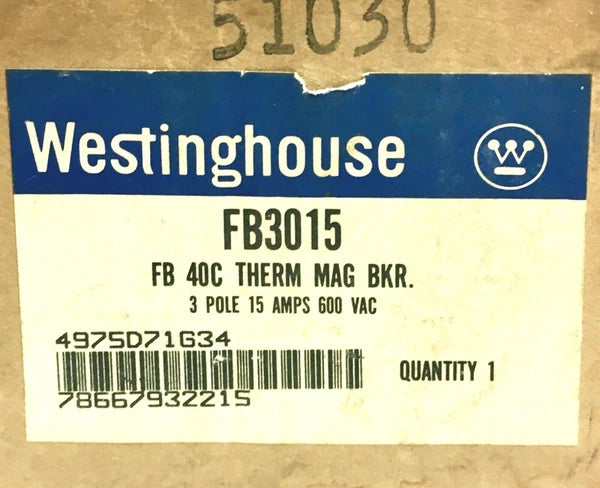 51030
Westinghouse
FB3015
FB 40C THERM MAG BKR.
3 POLE 15 AMPS 600 VAC
4975D71G34
QUANTITY 1
78667932215